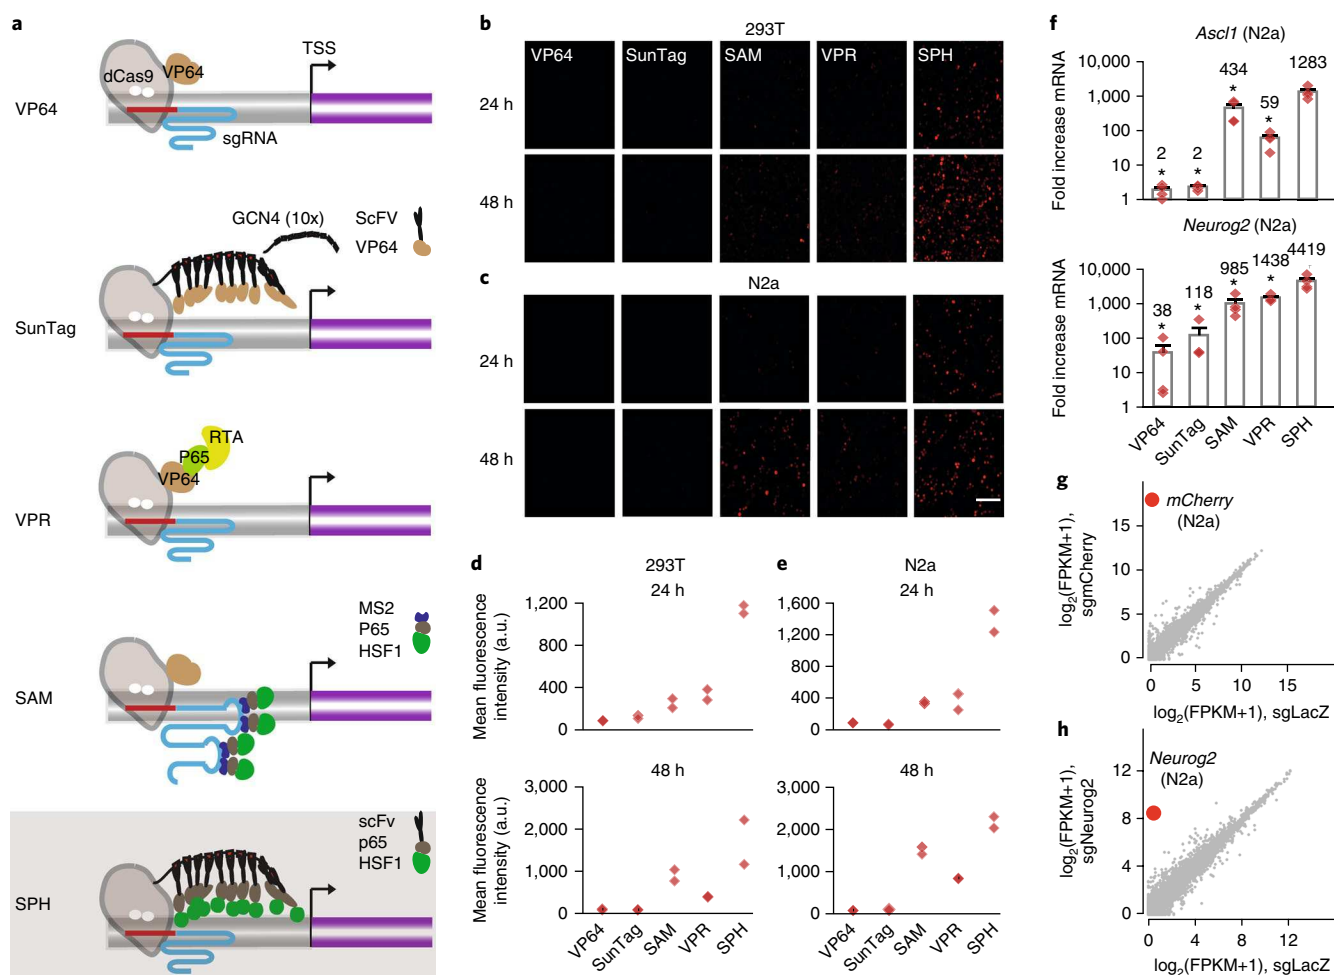 a
VP64
dCas9
VP64
TSS
sgRNA
SunTag
GCN4 (10x)
ScFV
VP64
VPR
RTA
P65
VP64
SAM
MS2
P65
HSF1
SPH
scFv
p65
HSF1
b
293T
VP64 SunTag SAM VPR SPH
24 h
48 h
c
N2a
24 h
48 h
d
293T
24 h
Mean fluorescence intensity (a.u.)
1,200
800
400
0
48 h
Mean fluorescence intensity (a.u.)
3,000
2,000
1,000
0
VP64 SunTag SAM VPR SPH
e
N2a
24 h
1,600
1,200
800
400
0
48 h
3,000
2,000
1,000
0
VP64 SunTag SAM VPR SPH
f
Ascl1 (N2a)
Fold increase mRNA
10,000
1,000
100
10
1
2 2 434 59 1283
* * * *
Neurog2 (N2a)
Fold increase mRNA
10,000
1,000
100
10
1
38 118 985 1438 4419
* * * *
VP64 SunTag SAM VPR SPH
g
mCherry
(N2a)
log2(FPKM+1),
sgmCherry
15
10
5
0
0 5 10 15
log2(FPKM+1), sgLacZ
h
Neurog2
(N2a)
log2(FPKM+1),
sgNeurog2
12
8
4
0
0 4 8 12
log2(FPKM+1), sgLacZ